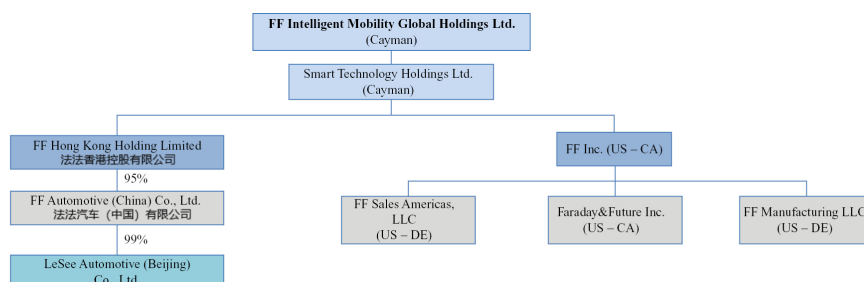 FF Intelligent Mobility Global Holdings Ltd.
(Cayman)
Smart Technology Holdings Ltd.
(Cayman)
FF Hong Kong Holding Limited
法法香港控股有限公司
FF Inc. (US – CA)
95%
FF Automotive (China) Co., Ltd.
法法汽车（中国）有限公司
FF Sales Americas,
LLC
(US – DE)
Faraday&Future Inc.
(US – CA)
FF Manufacturing LLC
(US – DE)
99%
LeSee Automotive (Beijing)
Co., Ltd.